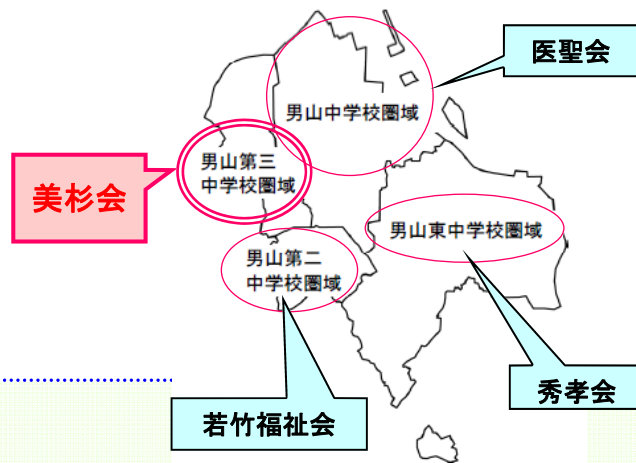 医聖会
男山中学校圏域
男山第三
中学校圏域
美杉会
男山東中学校圏域
男山第二
中学校圏域
秀孝会
若竹福祉会